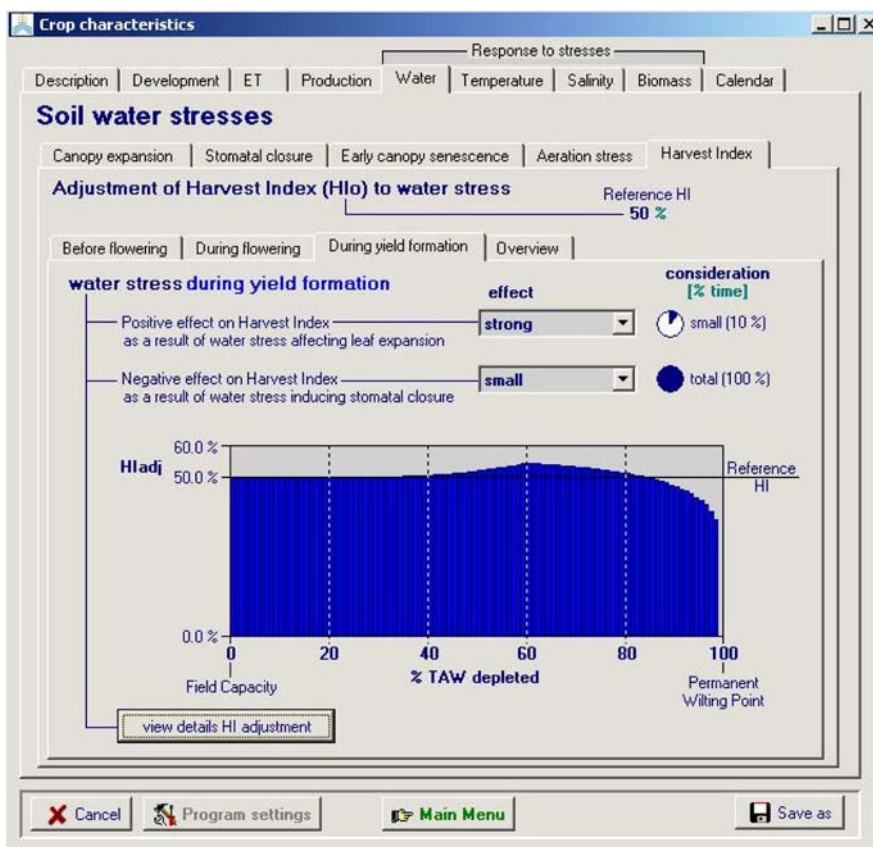 Crop characteristics
Response to stresses
Description Development ET Production Water Temperature Salinity Biomass Calendar
Soil water stresses
Canopy expansion Stomatal closure Early canopy senescence Aeration stress Harvest Index
Adjustment of Harvest Index (HIo) to water stress
Reference HI
50 %
Before flowering During flowering During yield formation Overview
water stress during yield formation
effect
consideration
[% time]
Positive effect on Harvest Index
as a result of water stress affecting leaf expansion
strong
small (10 %)
Negative effect on Harvest Index
as a result of water stress inducing stomatal closure
small
total (100 %)
60.0 %
HIadj
50.0 %
Reference
HI
0.0 %
0 20 40 60 80 100
% TAW depleted
Field Capacity
Permanent
Wilting Point
view details HI adjustment
Cancel Program settings Main Menu Save as